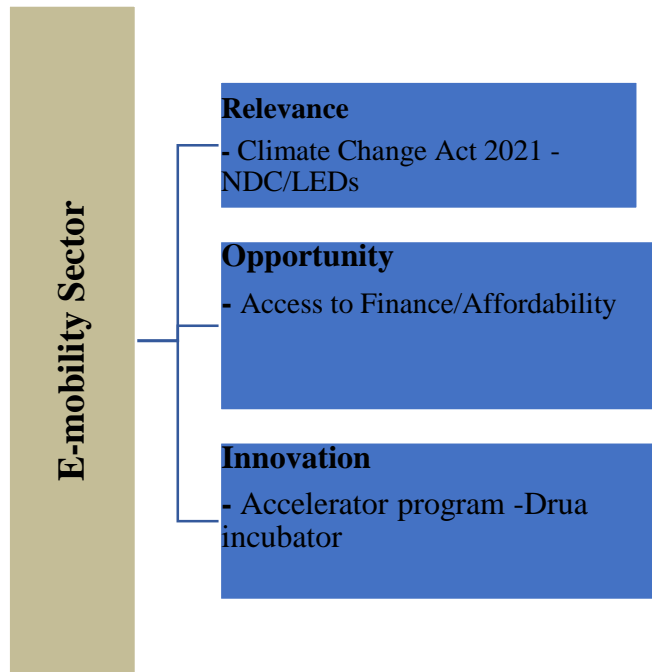 E-mobility Sector
Relevance
- Climate Change Act 2021 -
NDC/LEDs
Opportunity
- Access to Finance/Affordability
Innovation
- Accelerator program -Drua
incubator